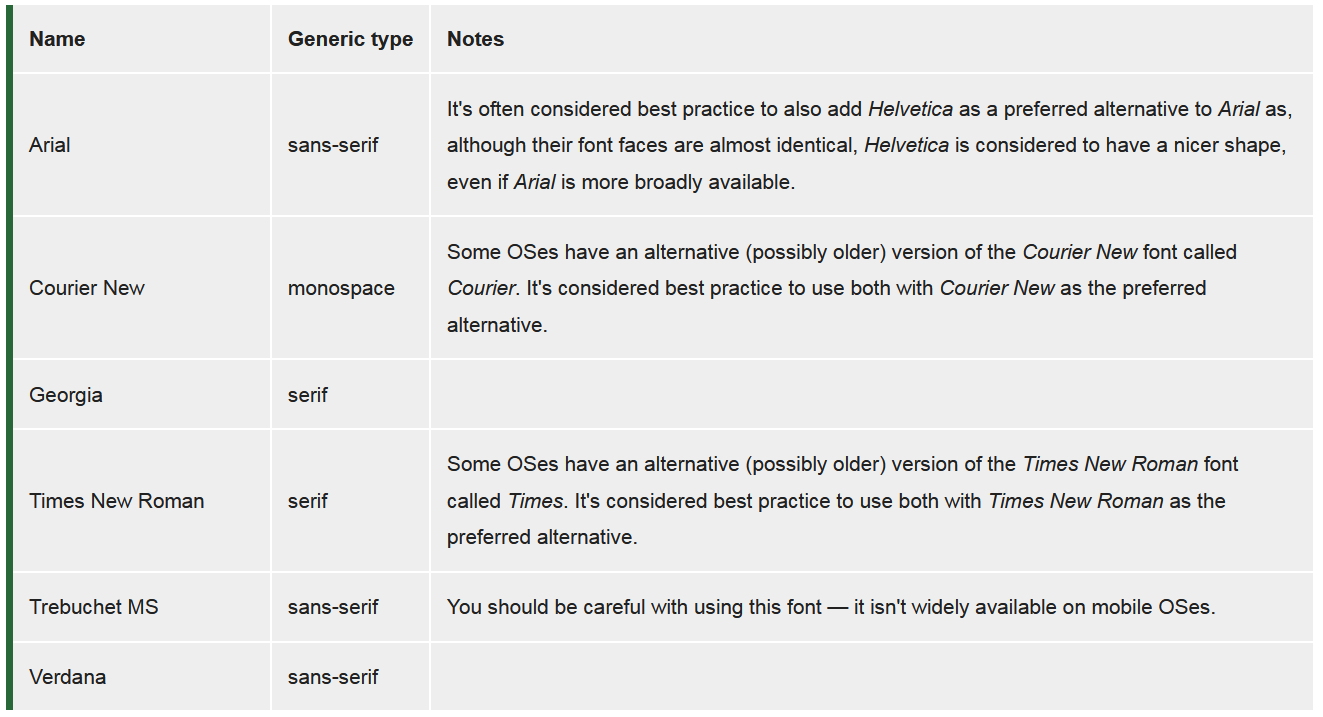 Name Generic type Notes
It's often considered best practice to also add Helvetica as a preferred alternative to Arial as,
Arial sans-serif although their font faces are almost identical, Helvetica is considered to have a nicer shape,
even if Arial is more broadly available.
Some OSes have an alternative (possibly older) version of the Courier New font called
Courier New monospace Courier. It's considered best practice to use both with Courier New as the preferred
alternative.
Georgia serif
Some OSes have an alternative (possibly older) version of the Times New Roman font
Times New Roman serif called Times. It's considered best practice to use both with Times New Roman as the
preferred alternative.
Trebuchet MS sans-serif You should be careful with using this font — it isn't widely available on mobile OSes.
Verdana sans-serif